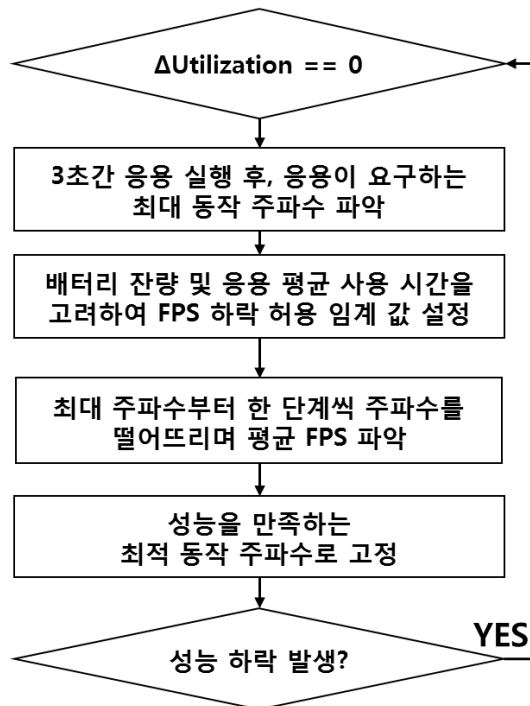 ΔUtilization == 0
3초간 응용 실행 후, 응용이 요구하는
최대 동작 주파수 파악
배터리 잔량 및 응용 평균 사용 시간을
고려하여 FPS 하락 허용 임계 값 설정
최대 주파수부터 한 단계씩 주파수를
떨어뜨리며 평균 FPS 파악
성능을 만족하는
최적 동작 주파수로 고정
YES
성능 하락 발생?